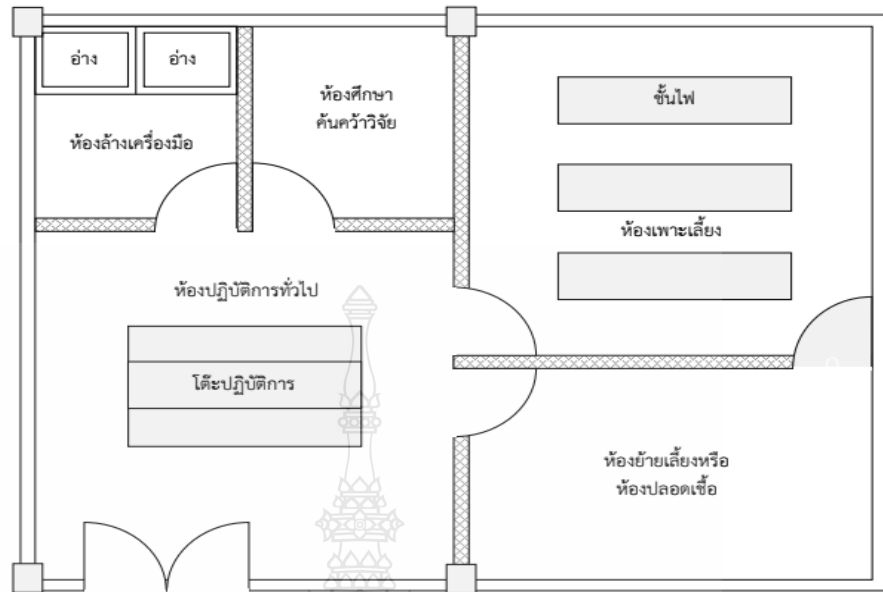 อ่าง
อ่าง
ห้องล้างเครื่องมือ
ห้องศึกษา
ค้นคว้าวิจัย
ชั้นไฟ
ห้องเพาะเลี้ยง
ห้องปฏิบัติการทั่วไป
โต๊ะปฏิบัติการ
ห้องย้ายเลี้ยงหรือ
ห้องปลอดเชื้อ